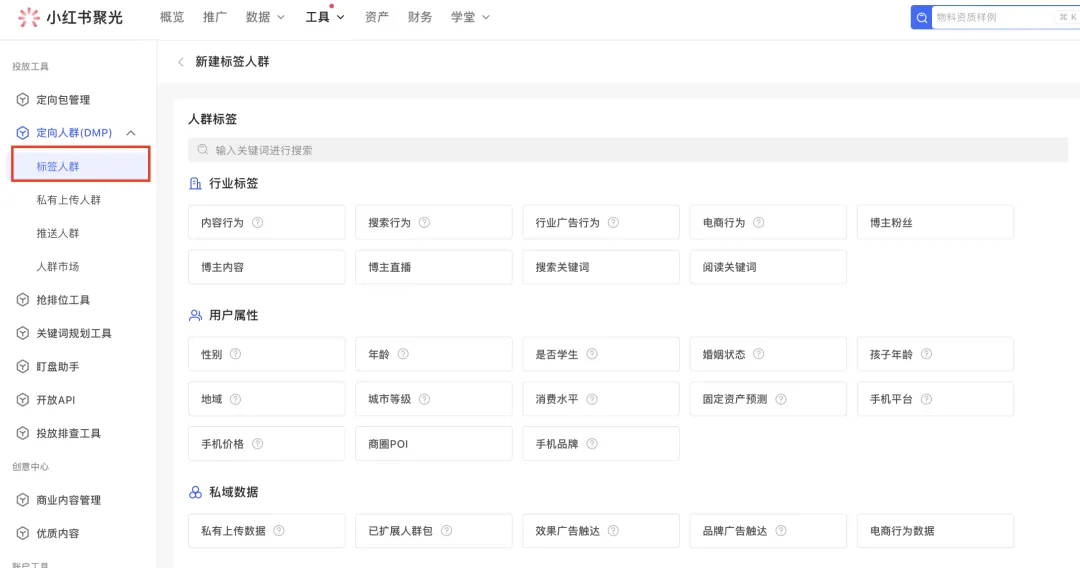 小红书聚光 概览 推广 数据 工具 资产 财务 学堂 物料资质样例 ⌘ K
投放工具
定向包管理
定向人群(DMP)
标签人群
私有上传人群
推送人群
人群市场
抢排位工具
关键词规划工具
盯盘助手
开放API
投放排查工具
创意中心
商业内容管理
优质内容
账户工具
新建标签人群
人群标签
输入关键词进行搜索
行业标签
内容行为 搜索行为 行业广告行为 电商行为 博主粉丝
博主内容 博主直播 搜索关键词 阅读关键词
用户属性
性别 年龄 是否学生 婚姻状态 孩子年龄
地域 城市等级 消费水平 固定资产预测 手机平台
手机价格 商圈POI 手机品牌
私域数据
私有上传数据 已扩展人群包 效果广告触达 品牌广告触达 电商行为数据